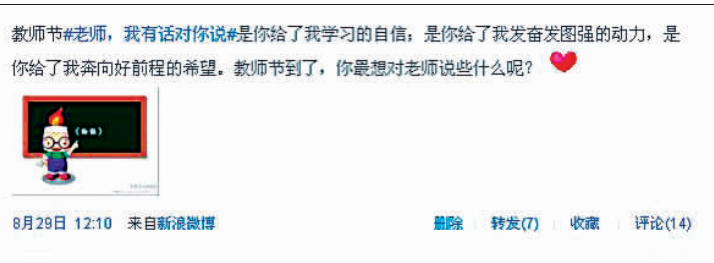 教师节#老师，我有话对你说#是你给了我学习的自信；是你给了我发奋发图强的动力，是
你给了我奔向好前程的希望。教师节到了，你最想对老师说些什么呢？
8月29日 12:10 来自新浪微博 删除 转发(7) 收藏 评论(14)